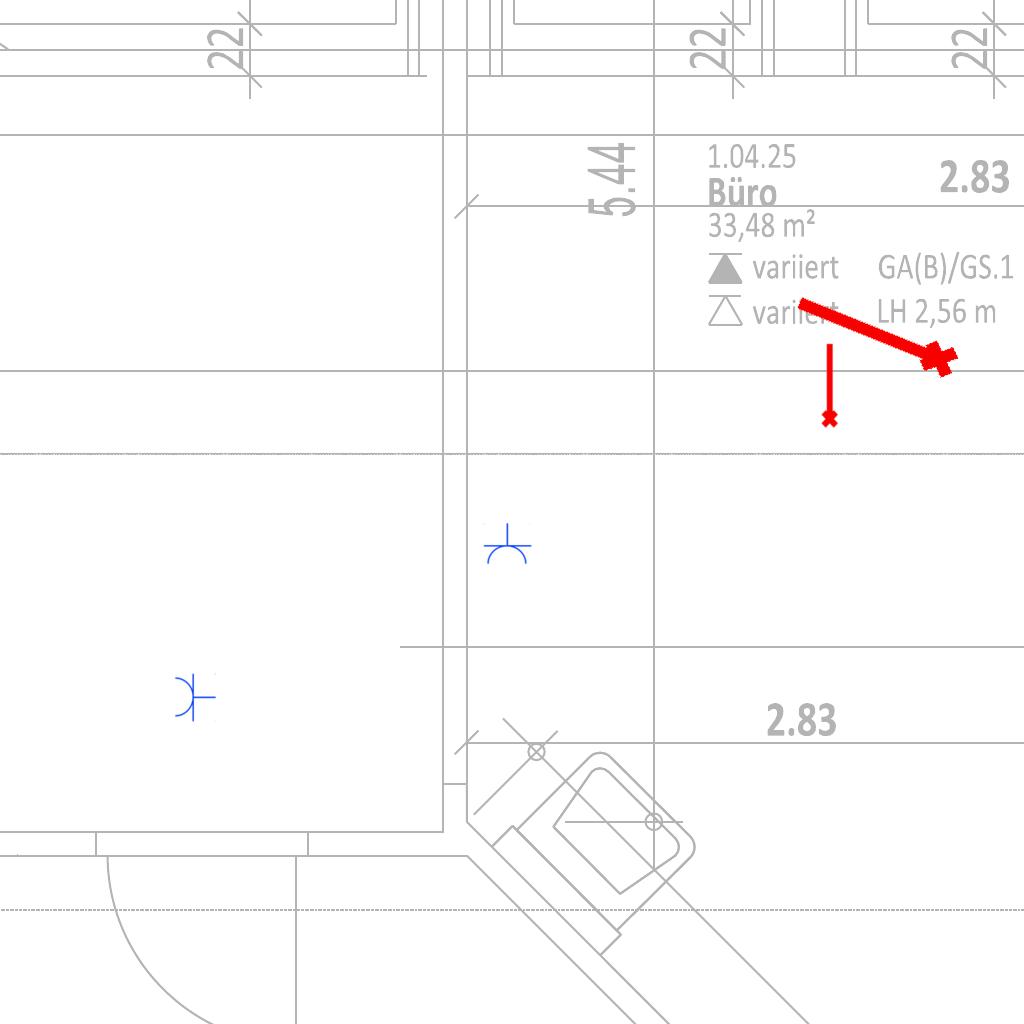 22
22
22
5.44
1.04.25
Büro
33,48 m²
variiert GA(B)/GS.1
variiert LH 2,56 m
2.83
2.83